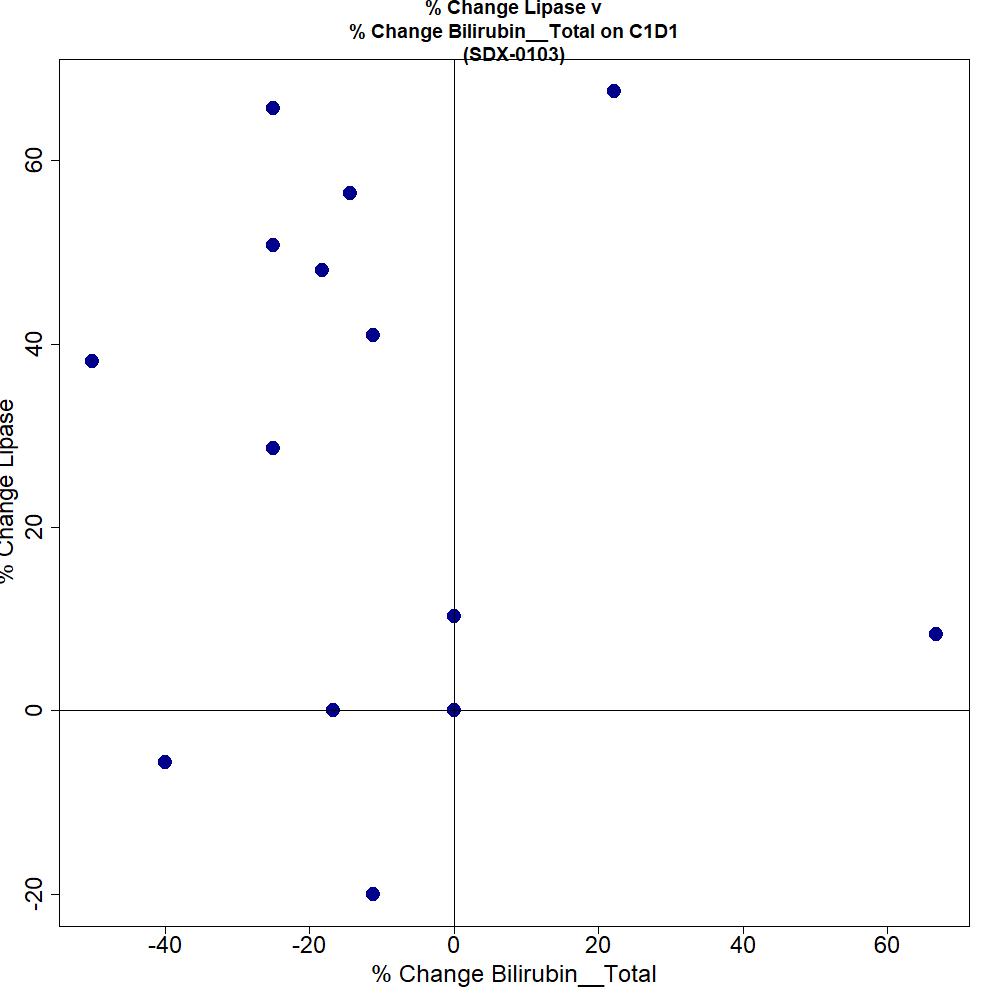 % Change Lipase v
% Change Bilirubin__Total on C1D1
(SDX-0103)
60
40
20
0
-20
% Change Lipase
-40
-20
0
20
40
60
% Change Bilirubin__Total